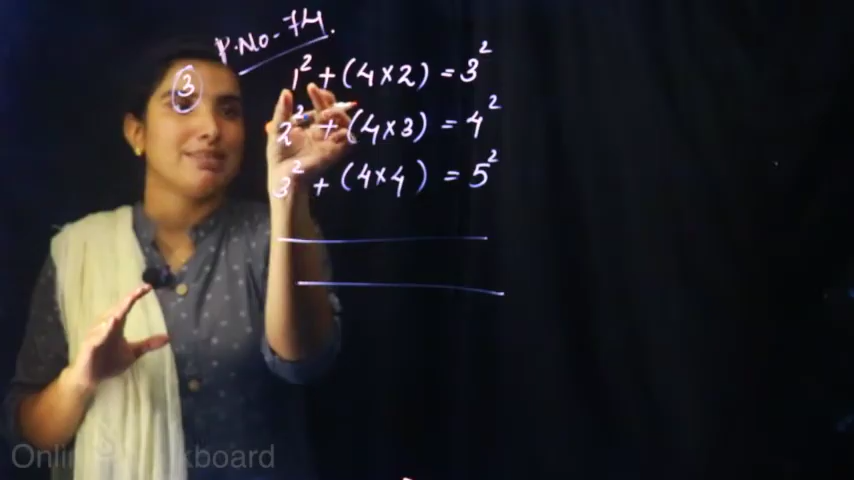 P.No-74.
3
1² + (4×2) = 3²
2² + (4×3) = 4²
3² + (4×4) = 5²